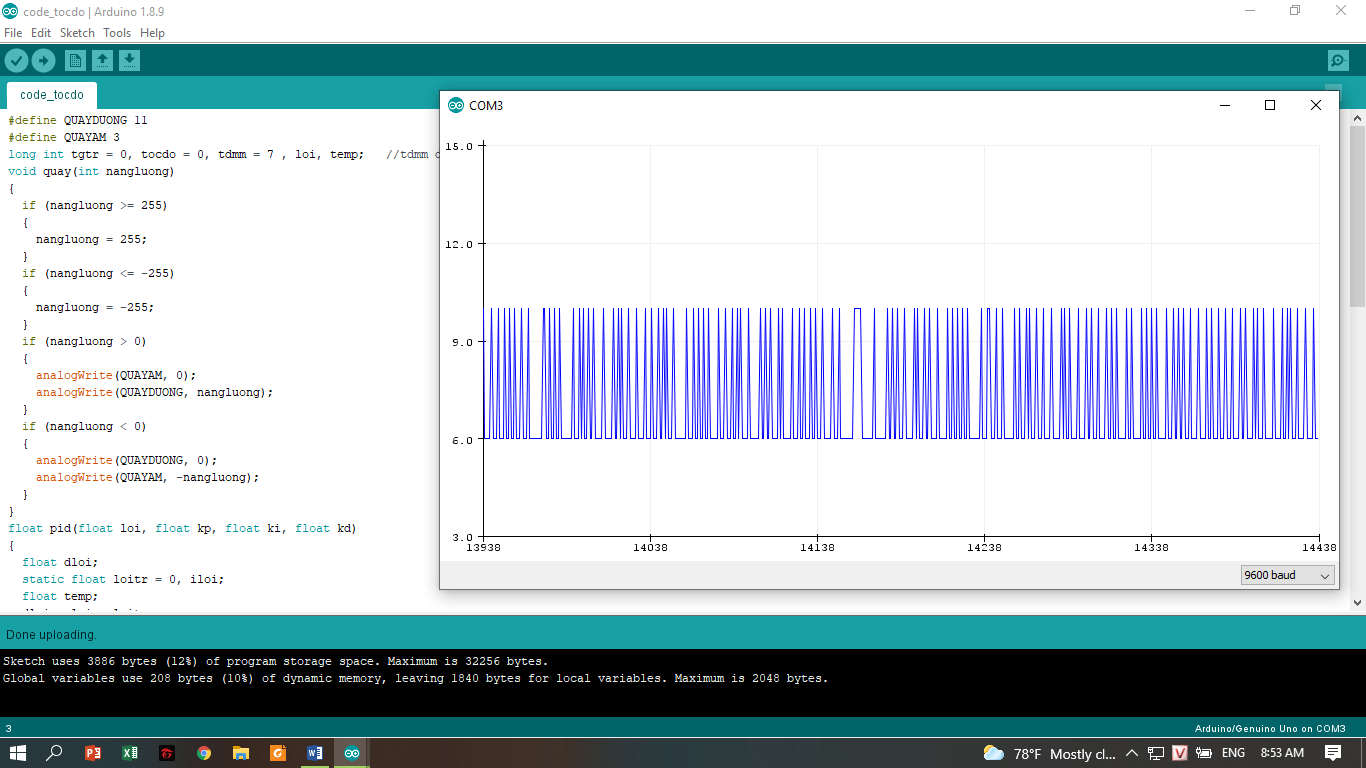 code_tocdo | Arduino 1.8.9
File Edit Sketch Tools Help
code_tocdo
#define QUAYDUONG 11
#define QUAYAM 3
long int tgtr = 0, tocdo = 0, tdmm = 7 , loi, temp;   //tdmm
void quay(int nangluong)
{
  if (nangluong >= 255)
  {
    nangluong = 255;
  }
  if (nangluong <= -255)
  {
    nangluong = -255;
  }
  if (nangluong > 0)
  {
    analogWrite(QUAYAM, 0);
    analogWrite(QUAYDUONG, nangluong);
  }
  if (nangluong < 0)
  {
    analogWrite(QUAYDUONG, 0);
    analogWrite(QUAYAM, -nangluong);
  }
}
float pid(float loi, float kp, float ki, float kd)
{
  float dloi;
  static float loitr = 0, iloi;
  float temp;
COM3
15.0
12.0
9.0
6.0
3.0
13938 14038 14138 14238 14338 14438
9600 baud
Done uploading.
Sketch uses 3886 bytes (12%) of program storage space. Maximum is 32256 bytes.
Global variables use 208 bytes (10%) of dynamic memory, leaving 1840 bytes for local variables. Maximum is 2048 bytes.
3 Arduino/Genuino Uno on COM3
78°F Mostly cl... ENG 8:53 AM